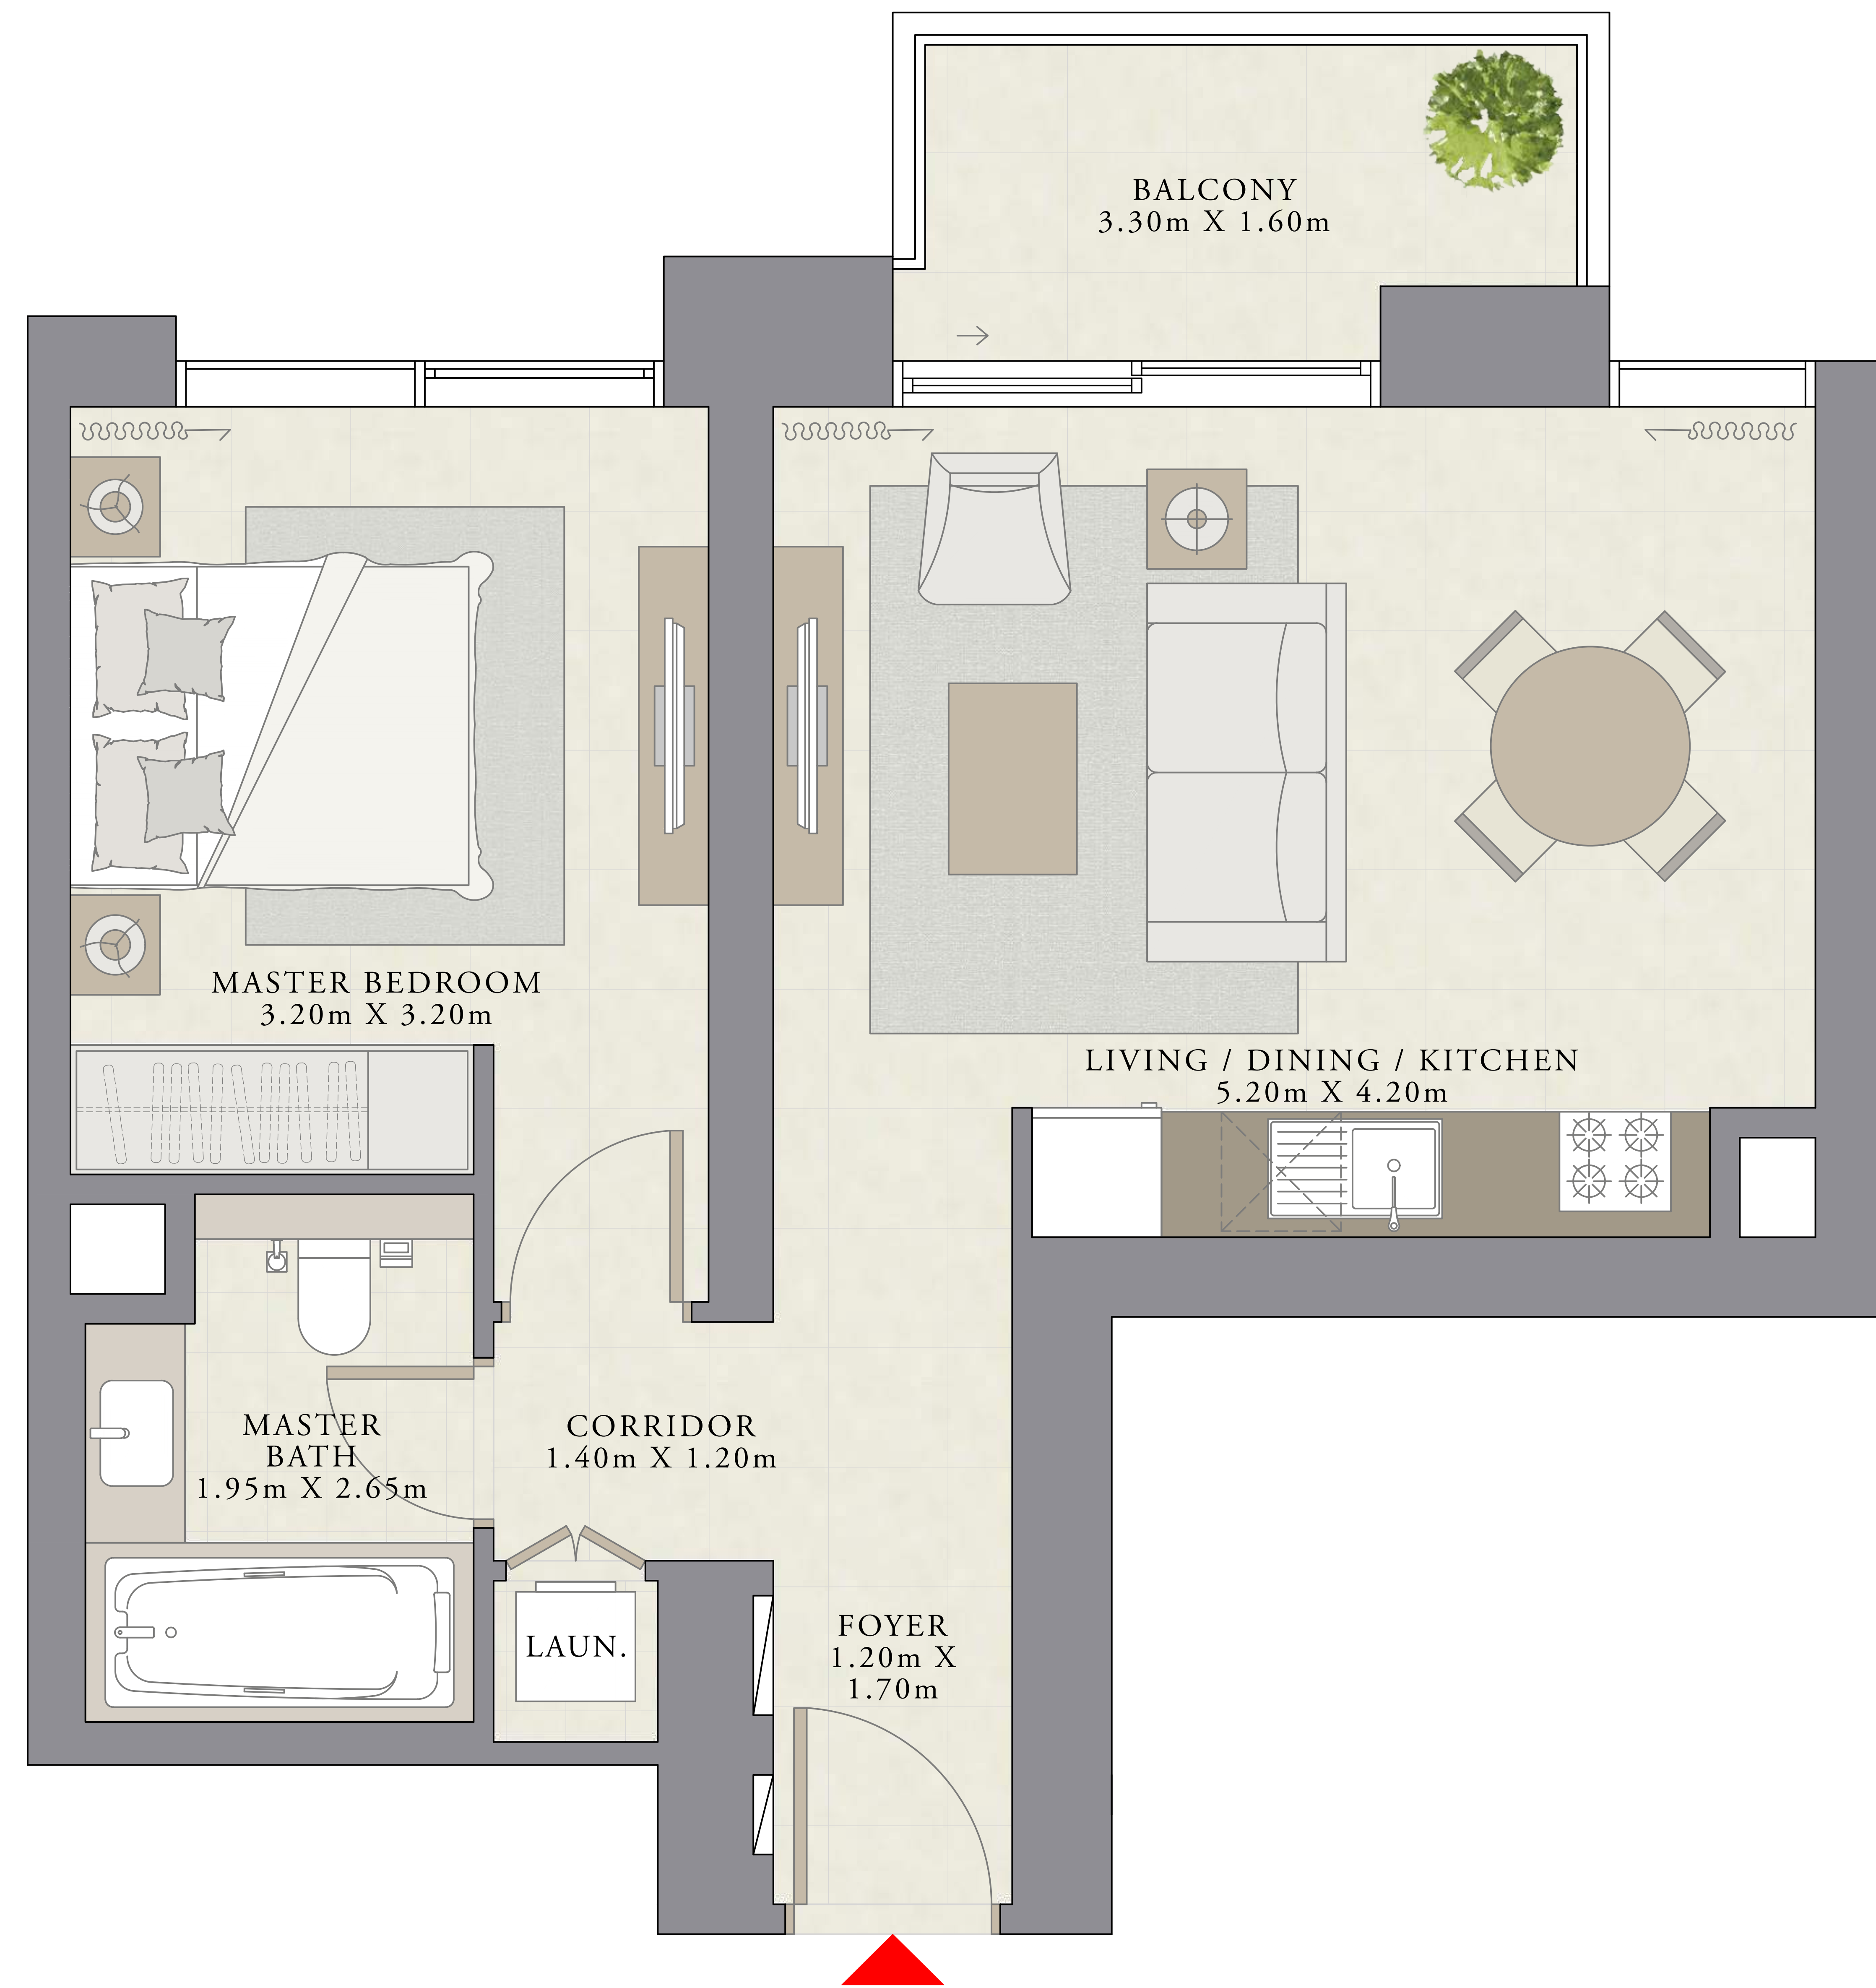 BALCONY
3.30m X 1.60m
MASTER BEDROOM
3.20m X 3.20m
LIVING / DINING / KITCHEN
5.20m X 4.20m
MASTER
BATH
1.95m X 2.65m
CORRIDOR
1.40m X 1.20m
LAUN.
FOYER
1.20m X
1.70m